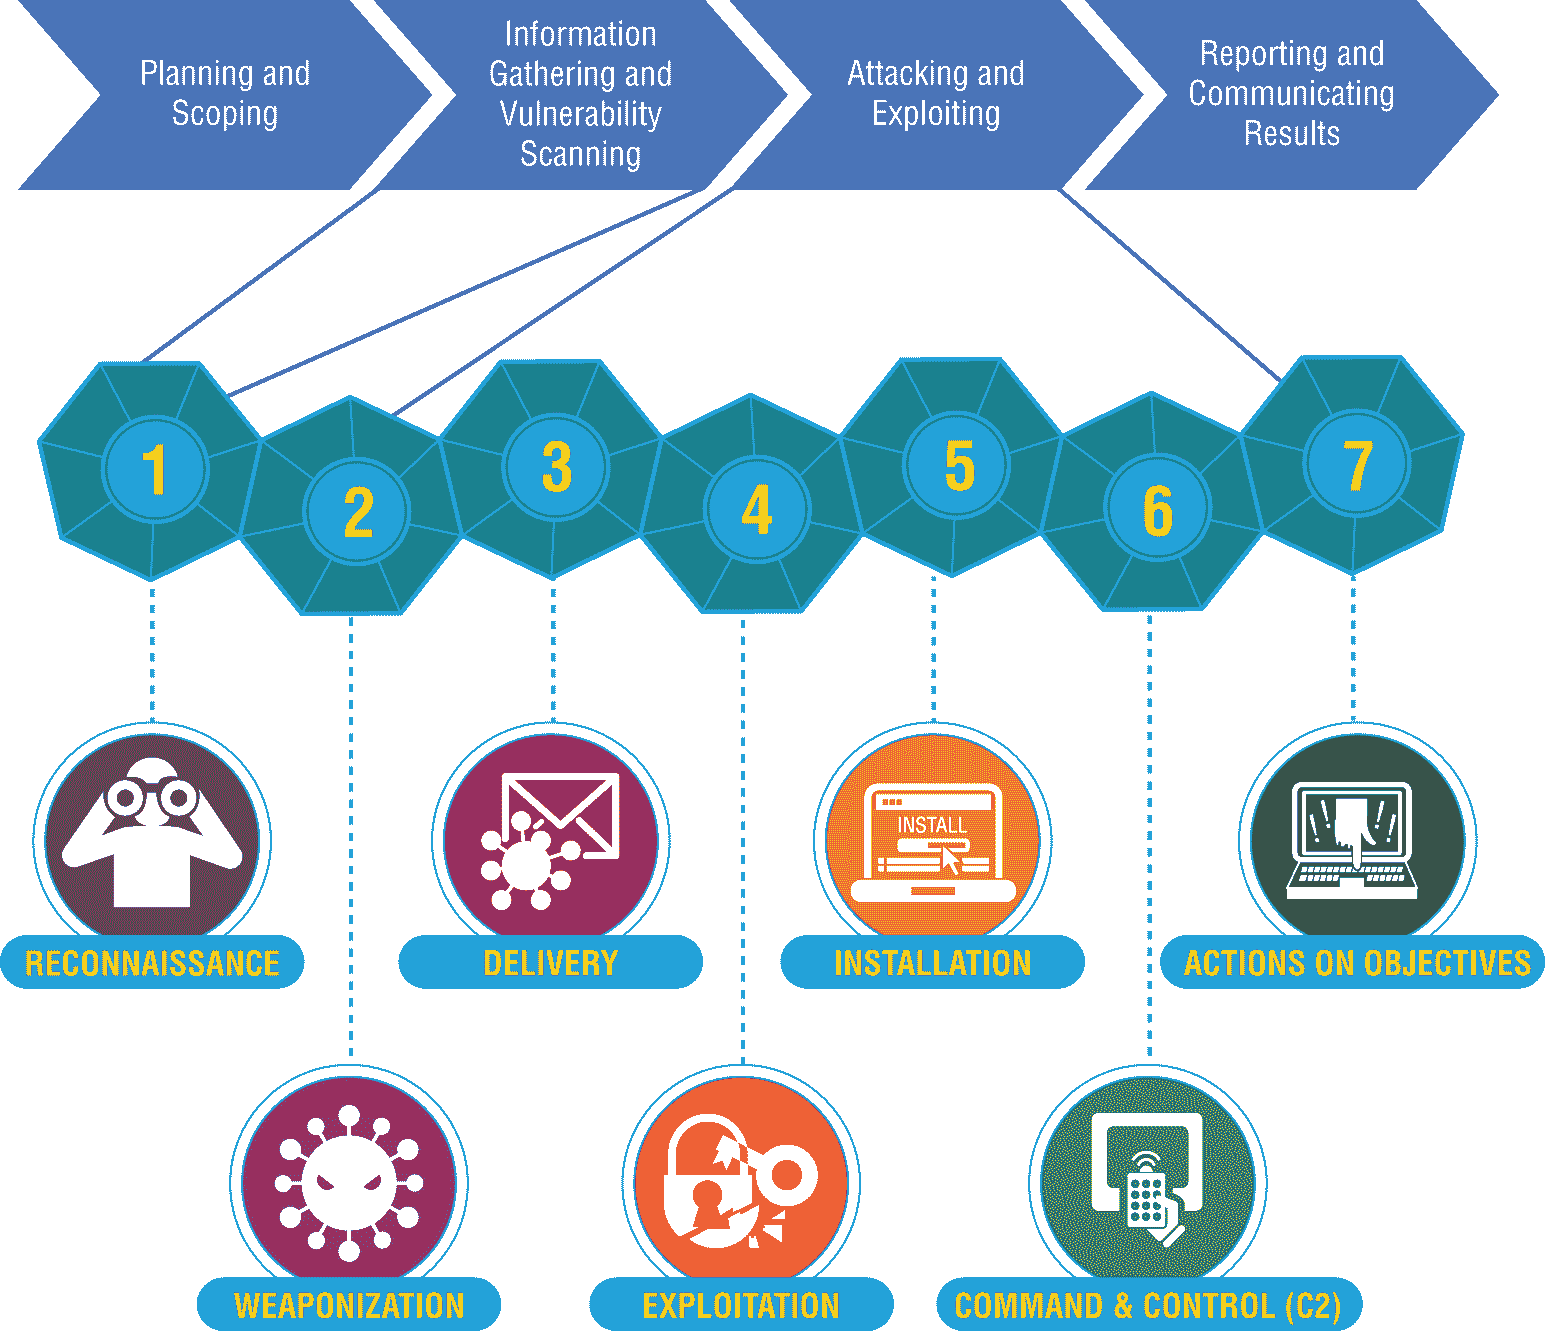 Planning and
Scoping
Information
Gathering and
Vulnerability
Scanning
Attacking and
Exploiting
Reporting and
Communicating
Results
1
2
3
4
5
6
7
INSTALL
RECONNAISSANCE
DELIVERY
INSTALLATION
ACTIONS ON OBJECTIVES
WEAPONIZATION
EXPLOITATION
COMMAND & CONTROL (C2)